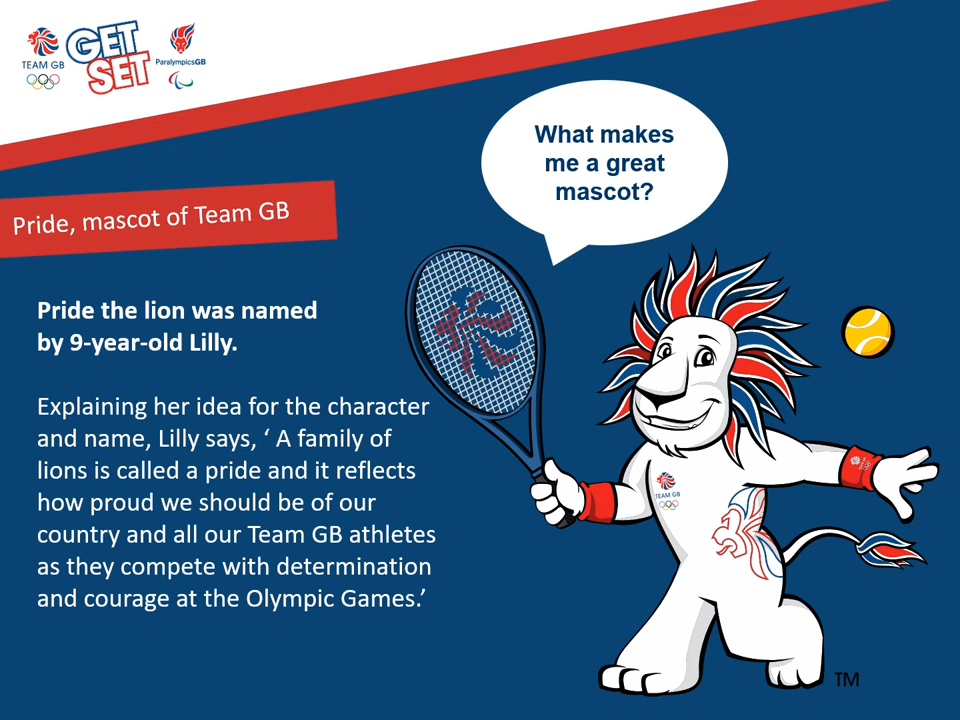 TEAM GB
GET
SET
ParalympicsGB
What makes
me a great
mascot?
Pride, mascot of Team GB
Pride the lion was named
by 9-year-old Lilly.
Explaining her idea for the character
and name, Lilly says, ‘ A family of
lions is called a pride and it reflects
how proud we should be of our
country and all our Team GB athletes
as they compete with determination
and courage at the Olympic Games.’
TEAM GB
TM